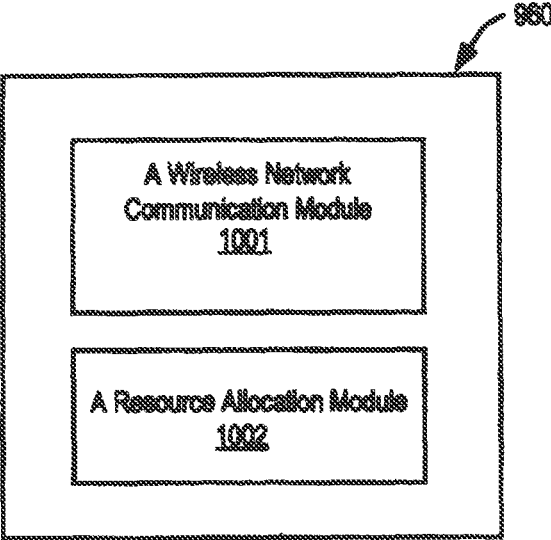 960
A Wireless Network
Communication Module
1001
A Resource Allocation Module
1002